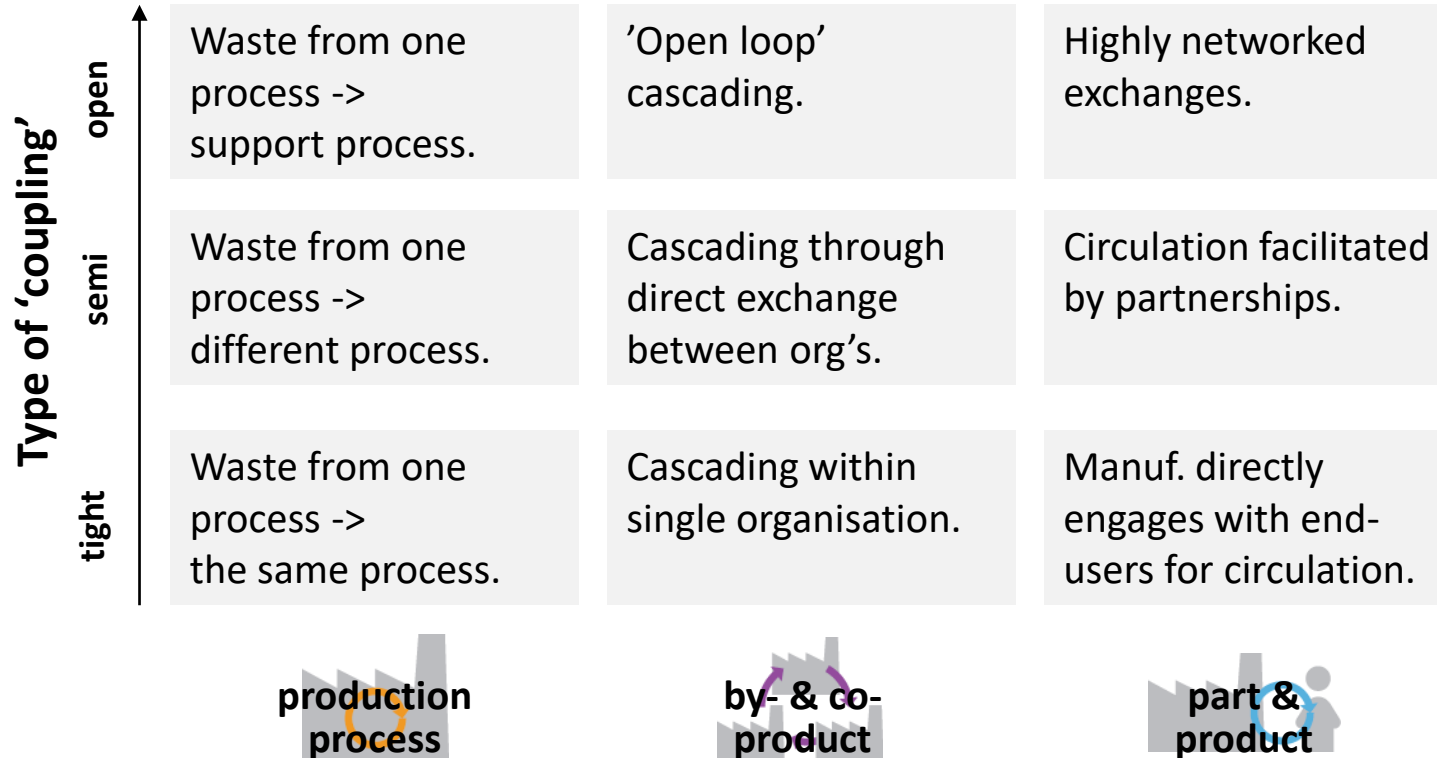 Type of ‘coupling’
open
Waste from one
process ->
support process.
’Open loop’
cascading.
Highly networked
exchanges.
semi
Waste from one
process ->
different process.
Cascading through
direct exchange
between org’s.
Circulation facilitated
by partnerships.
tight
Waste from one
process ->
the same process.
Cascading within
single organisation.
Manuf. directly
engages with end-
users for circulation.
production
process
by- & co-
product
part &
product